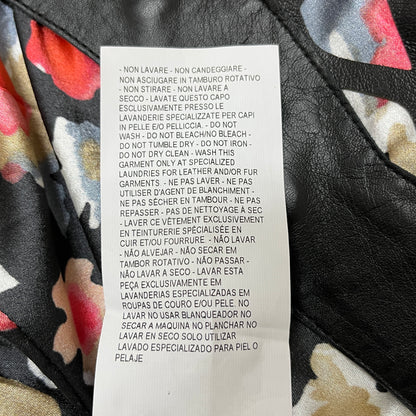 - NON LAVARE - NON CANDEGGIARE -
NON ASCIUGARE IN TAMBURO ROTATIVO
- NON STIRARE - NON LAVARE A
SECCO - LAVATE QUESTO CAPO
ESCLUSIVAMENTE PRESSO LE
LAVANDERIE SPECIALIZZATE PER CAPI
IN PELLE E/O PELLICCIA. - DO NOT
WASH - DO NOT BLEACH/NO BLEACH -
DO NOT TUMBLE DRY - DO NOT IRON -
DO NOT DRY CLEAN - WASH THIS
GARMENT ONLY AT SPECIALIZED
LAUNDRIES FOR LEATHER AND/OR FUR
GARMENTS. - NE PAS LAVER - NE PAS
UTILISER D'AGENT DE BLANCHIMENT -
NE PAS SÉCHER EN TAMBOUR - NE PAS
REPASSER - PAS DE NETTOYAGE À SEC
- LAVER CE VÊTEMENT EXCLUSIVEMENT
EN TEINTURERIE SPÉCIALISÉE EN
CUIR ET/OU FOURRURE. - NÃO LAVAR
- NÃO ALVEJAR - NÃO SECAR EM
TAMBOR ROTATIVO - NÃO PASSAR -
NÃO LAVAR A SECO - LAVAR ESTA
PEÇA EXCLUSIVAMENTE EM
LAVANDERIAS ESPECIALIZADAS EM
ROUPAS DE COURO E/OU PELE. NO
LAVAR NO USAR BLANQUEADOR NO
SECAR A MAQUINA NO PLANCHAR NO
LAVAR EN SECO SOLO UTILIZAR
LAVADO ESPECIALIZADO PARA PIEL O
PELAJE